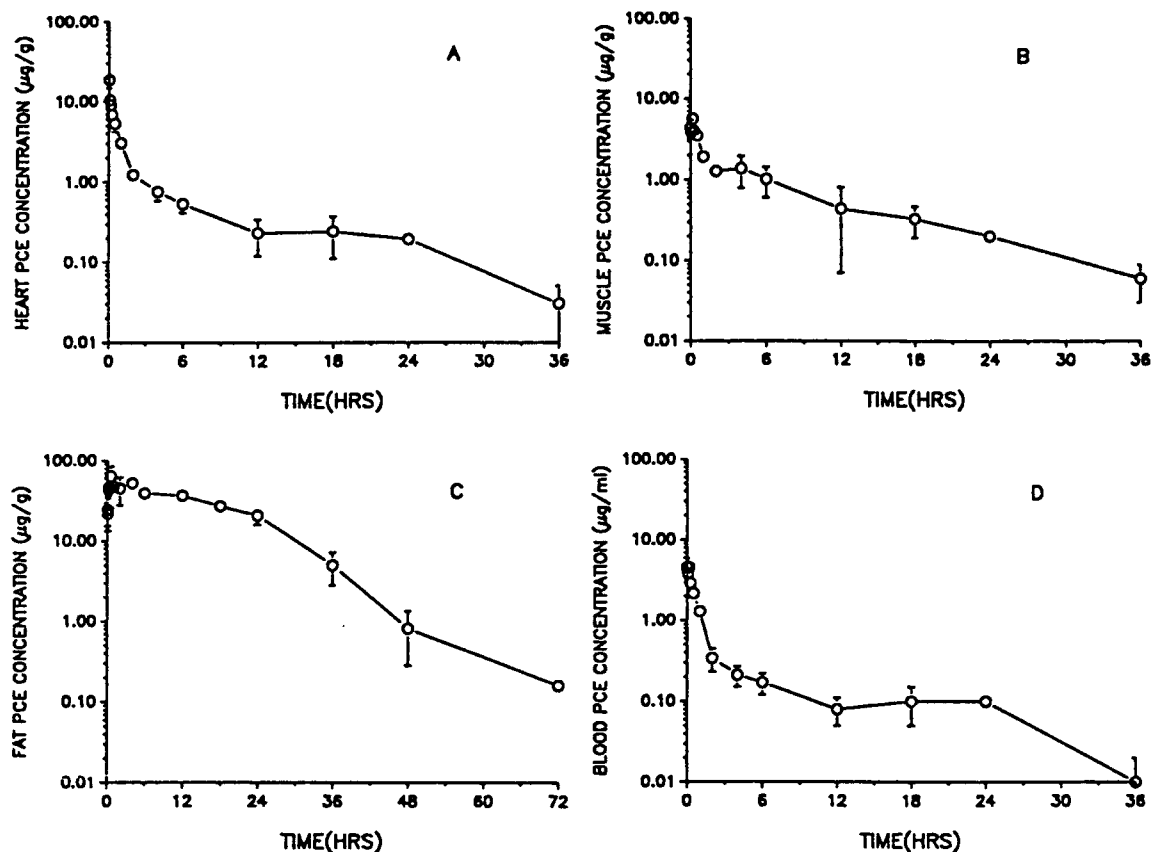 A
HEART PCE CONCENTRATION (µg/g)
100.00
10.00
1.00
0.10
0.01
0 6 12 18 24 30 36
TIME(HRS)
B
MUSCLE PCE CONCENTRATION (µg/g)
100.00
10.00
1.00
0.10
0.01
0 6 12 18 24 30 36
TIME(HRS)
C
FAT PCE CONCENTRATION (µg/g)
100.00
10.00
1.00
0.10
0.01
0 12 24 36 48 60 72
TIME(HRS)
D
BLOOD PCE CONCENTRATION (µg/ml)
100.00
10.00
1.00
0.10
0.01
0 6 12 18 24 30 36
TIME(HRS)